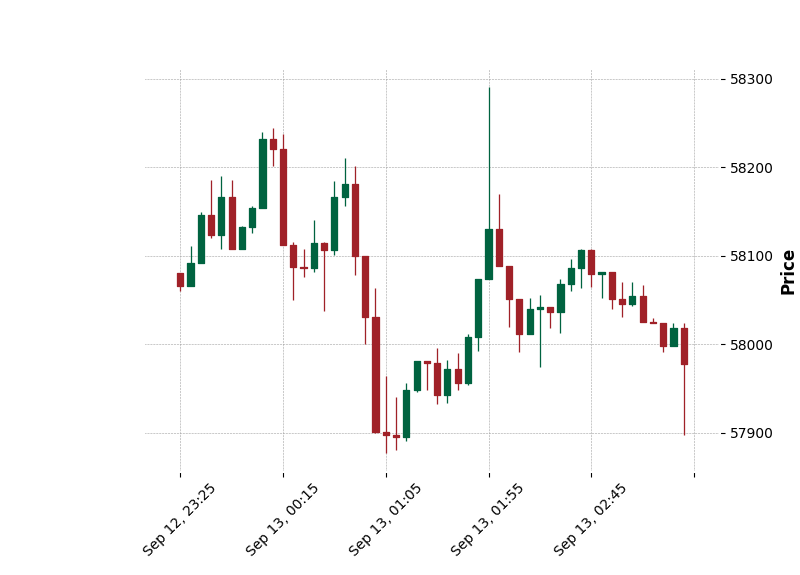 58300
58200
58100
58000
57900
Price
Sep 12, 23:25
Sep 13, 00:15
Sep 13, 01:05
Sep 13, 01:55
Sep 13, 02:45